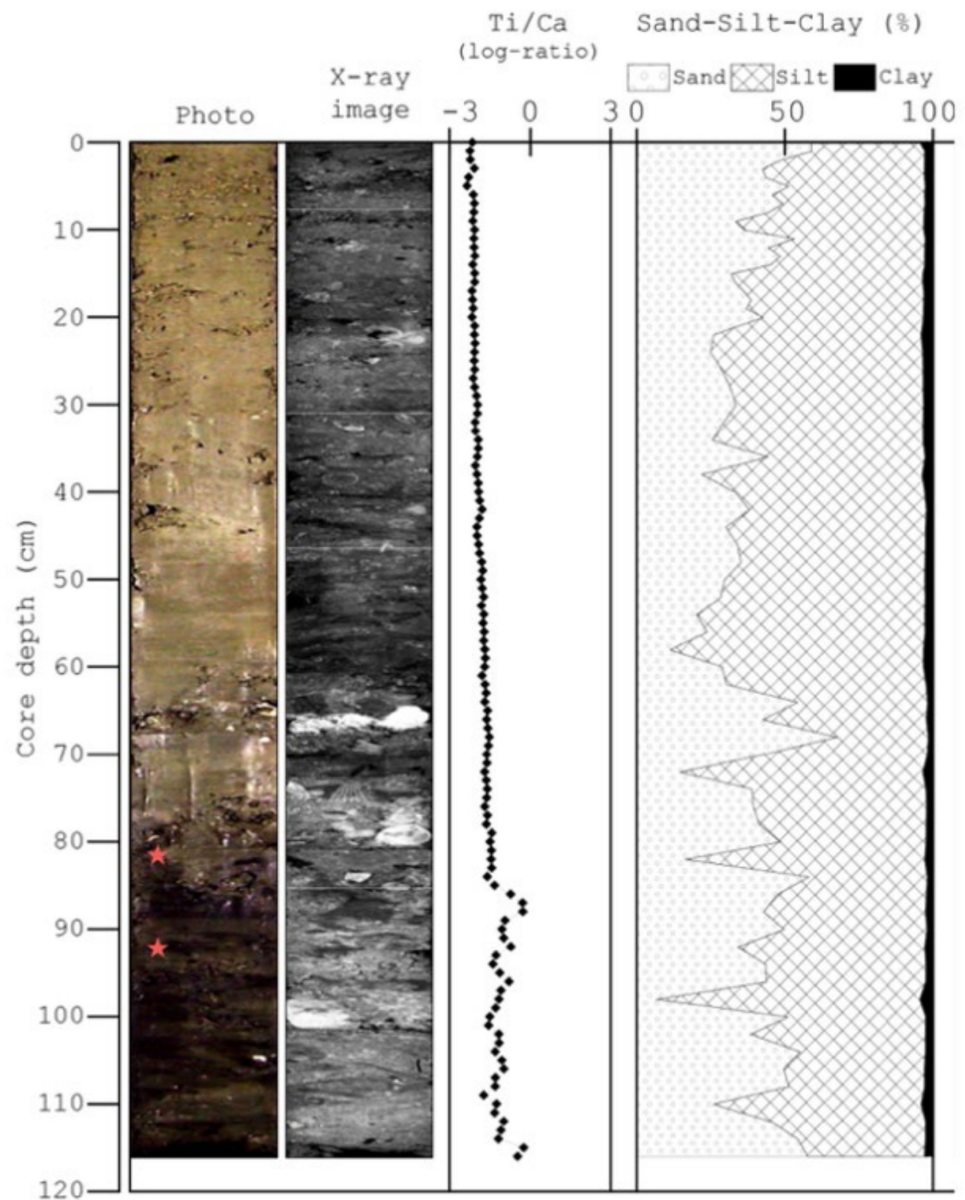 Ti/Ca
(log-ratio)
Sand-Silt-Clay (%)
X-ray
image
Photo
Sand Silt Clay
-3 0 3 0 50 100
Core depth (cm)
0
10
20
30
40
50
60
70
80
90
100
110
120